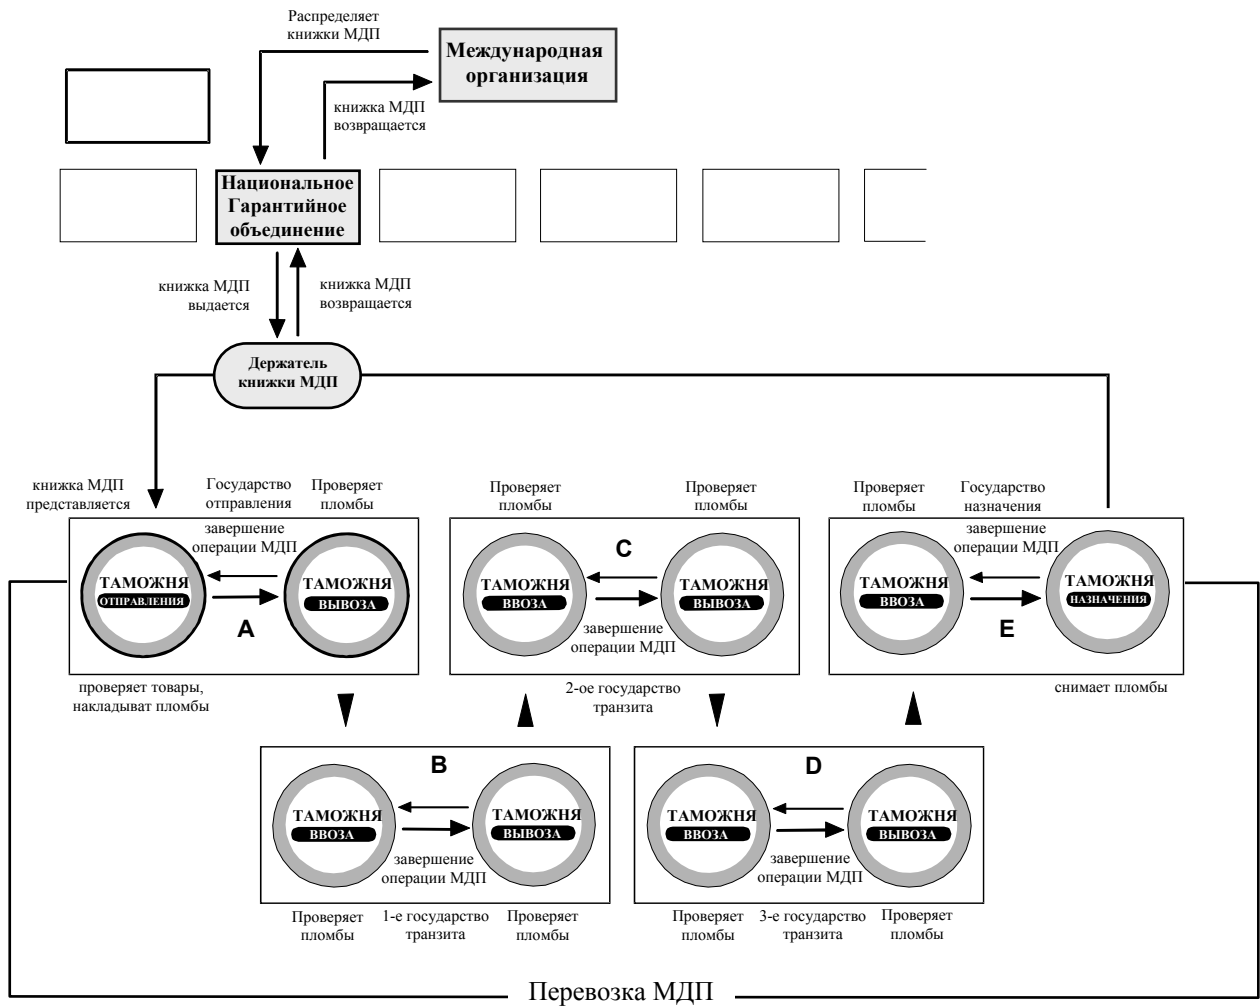 Распределяет
книжки МДП
Международная
организация
книжка МДП
возвращается
Национальное
Гарантийное
объединение
книжка МДП
выдается
книжка МДП
возвращается
Держатель
книжки МДП
книжка МДП
представляется
Государство
отправления
Проверяет
пломбы
завершение
операции МДП
ТАМОЖНЯ
ОТПРАВЛЕНИЯ
ТАМОЖНЯ
ВЫВОЗА
A
проверяет товары,
накладыват пломбы
Проверяет
пломбы
Проверяет
пломбы
C
ТАМОЖНЯ
ВВОЗА
ТАМОЖНЯ
ВЫВОЗА
завершение
операции МДП
2-ое государство
транзита
Проверяет
пломбы
Государство
назначения
завершение
операции МДП
ТАМОЖНЯ
ВВОЗА
ТАМОЖНЯ
НАЗНАЧЕНИЯ
E
снимает пломбы
B
ТАМОЖНЯ
ВВОЗА
ТАМОЖНЯ
ВЫВОЗА
завершение
операции МДП
Проверяет
пломбы
1-е государство
транзита
Проверяет
пломбы
D
ТАМОЖНЯ
ВВОЗА
ТАМОЖНЯ
ВЫВОЗА
завершение
операции МДП
Проверяет
пломбы
3-е государство
транзита
Проверяет
пломбы
Перевозка МДП